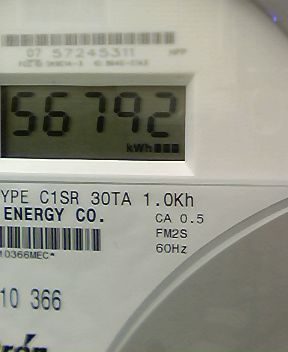 07 57245311
56792
kWh
YPE C1SR 30TA 1.0Kh
ENERGY CO.
CA 0.5
FM2S
60Hz
10366MEC*
10 366
rón